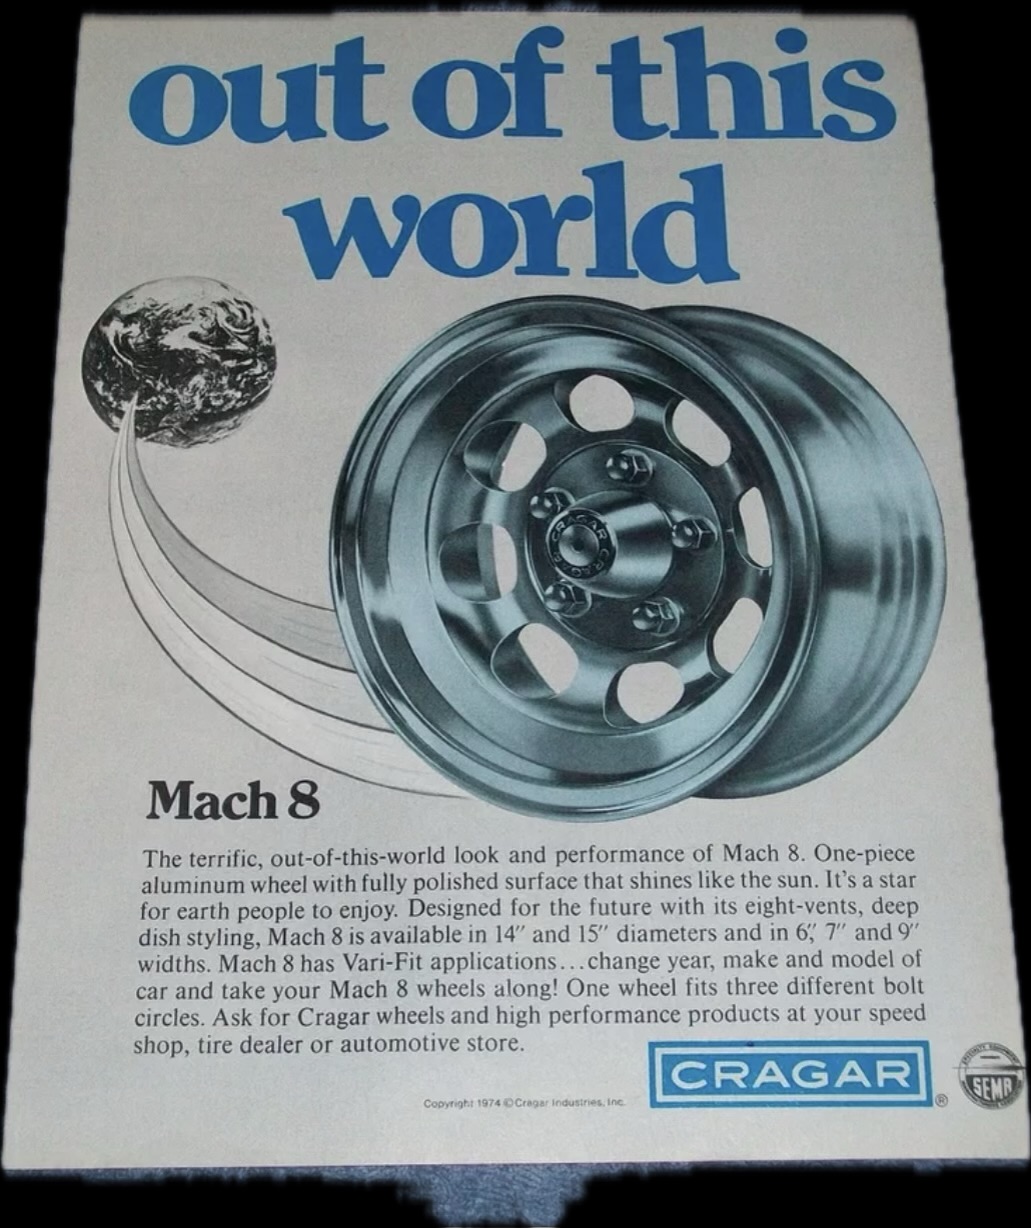 out of this
world
CRAGAR CRAGAR
Mach 8
The terrific, out-of-this-world look and performance of Mach 8. One-piece
aluminum wheel with fully polished surface that shines like the sun. It's a star
for earth people to enjoy. Designed for the future with its eight-vents, deep
dish styling, Mach 8 is available in 14″ and 15″ diameters and in 6″, 7″ and 9″
widths. Mach 8 has Vari-Fit applications...change year, make and model of
car and take your Mach 8 wheels along! One wheel fits three different bolt
circles. Ask for Cragar wheels and high performance products at your speed
shop, tire dealer or automotive store.
CRAGAR ®
SEMA
Copyright 1974 © Cragar Industries, Inc.